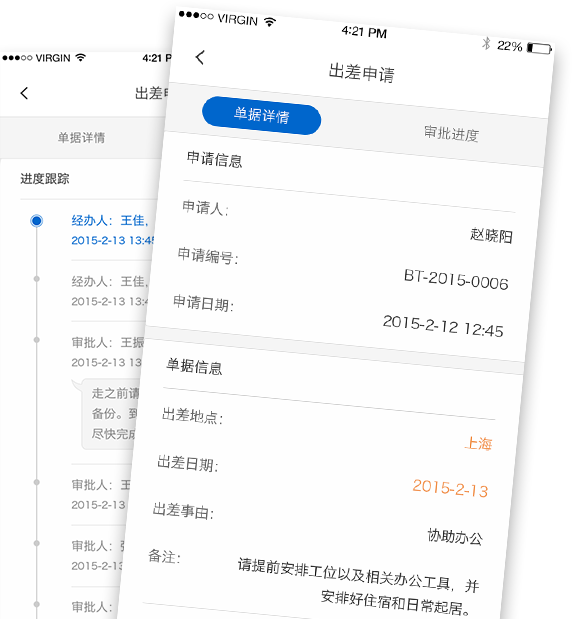 VIRGIN
4:21 PM
22%
出差申请
单据详情
审批进度
申请信息
申请人：
赵晓阳
申请编号：
BT-2015-0006
申请日期：
2015-2-12 12:45
单据信息
出差地点：
上海
出差日期：
2015-2-13
出差事由：
协助办公
备注：
请提前安排工位以及相关办公工具，并
安排好住宿和日常起居。
VIRGIN
4:21
出差
单据详情
进度跟踪
经办人：王佳，
2015-2-13 13:45
经办人：王佳，
2015-2-13 13:4
审批人：王振
2015-2-13 13
走之前请
备份。到
尽快完成
审批人：王
2015-2-13
审批人：
2015-2-13
审批人：